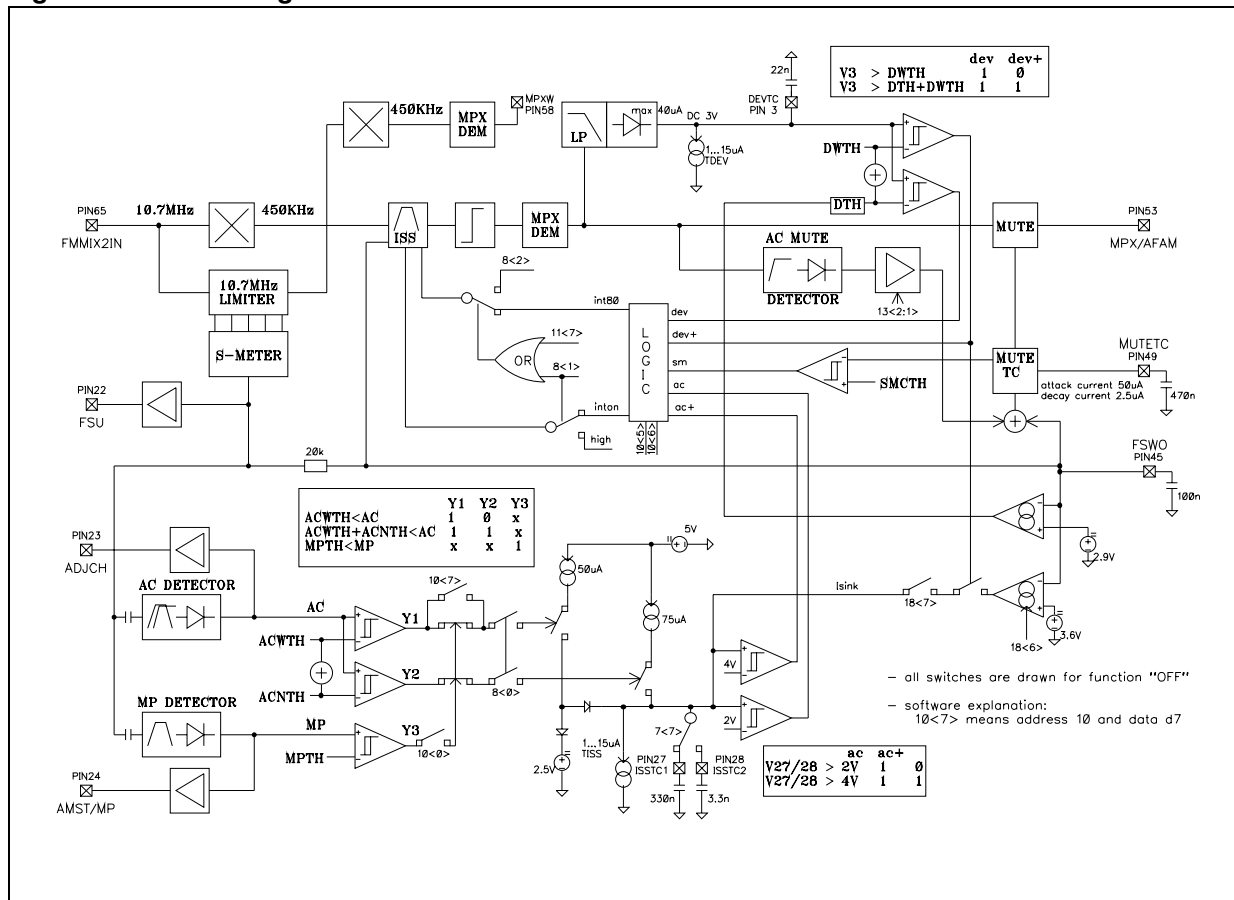 dev dev+
V3 > DWTH 1 0
V3 > DTH+DWTH 1 1
22n
DEVTC
PIN 3
MPXW
PIN58
450KHz
MPX
DEM
max 40uA
LP
DC 3V
1...15uA
TDEV
DWTH
DTH
PIN65
FMMIX2IN
10.7MHz
450KHz
ISS
MPX
DEM
MUTE
PIN53
MPX/AFAM
AC MUTE
DETECTOR
13<2:1>
10.7MHz
LIMITER
S-METER
8<2>
int80
11<7>
OR
8<1>
inton
high
LOGIC
10<5>
10<6>
dev
dev+
sm
ac
ac+
SMCTH
MUTE
TC
MUTETC
PIN49
attack current 50uA
decay current 2.5uA
470n
PIN22
FSU
20k
FSWO
PIN45
100n
Y1 Y2 Y3
ACWTH<AC 1 0 x
ACWTH+ACNTH<AC 1 1 x
MPTH<MP x x 1
5V
2.9V
PIN23
ADJCH
AC DETECTOR
AC
ACWTH
ACNTH
Y1
Y2
10<7>
8<0>
50uA
75uA
Isink
18<7>
18<6>
3.6V
4V
2V
MP DETECTOR
MP
MPTH
Y3
10<0>
PIN24
AMST/MP
2.5V
1...15uA
TISS
7<7>
PIN27
ISSTC1
PIN28
ISSTC2
330n
3.3n
– all switches are drawn for function "OFF"
– software explanation:
10<7> means address 10 and data d7
ac ac+
V27/28 > 2V 1 0
V27/28 > 4V 1 1